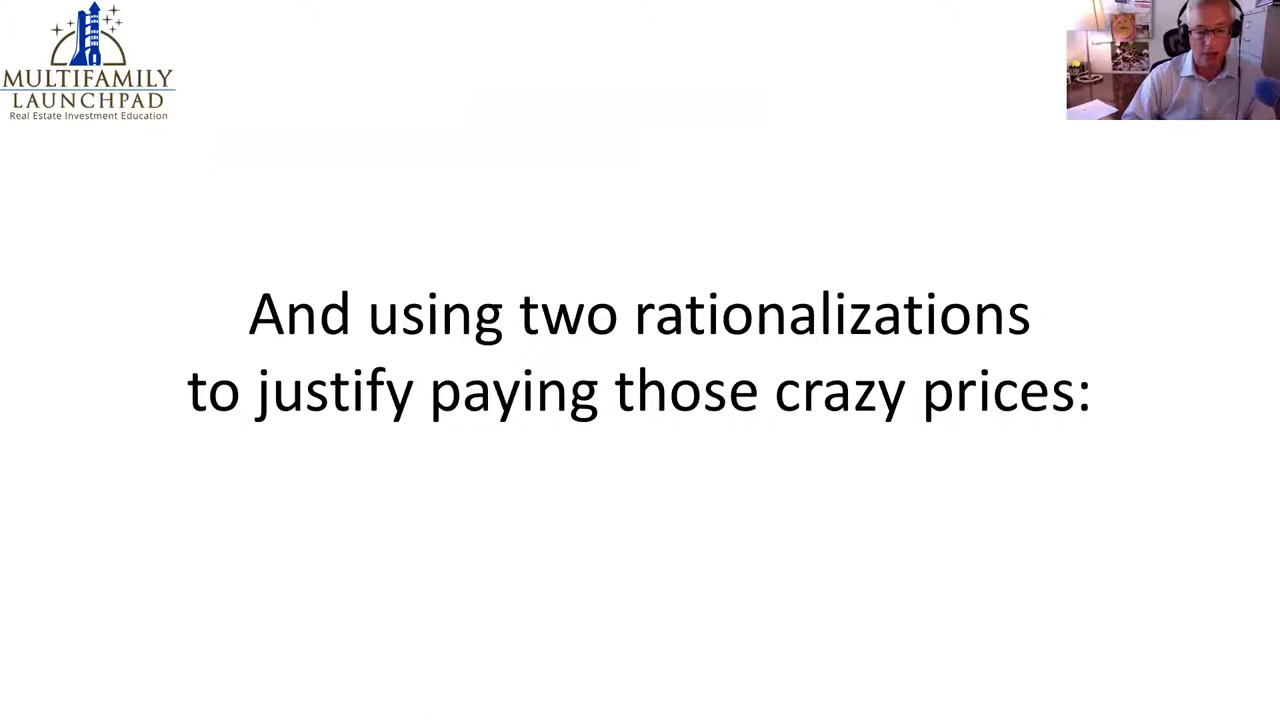 MULTIFAMILY
LAUNCHPAD
Real Estate Investment Education
And using two rationalizations
to justify paying those crazy prices: